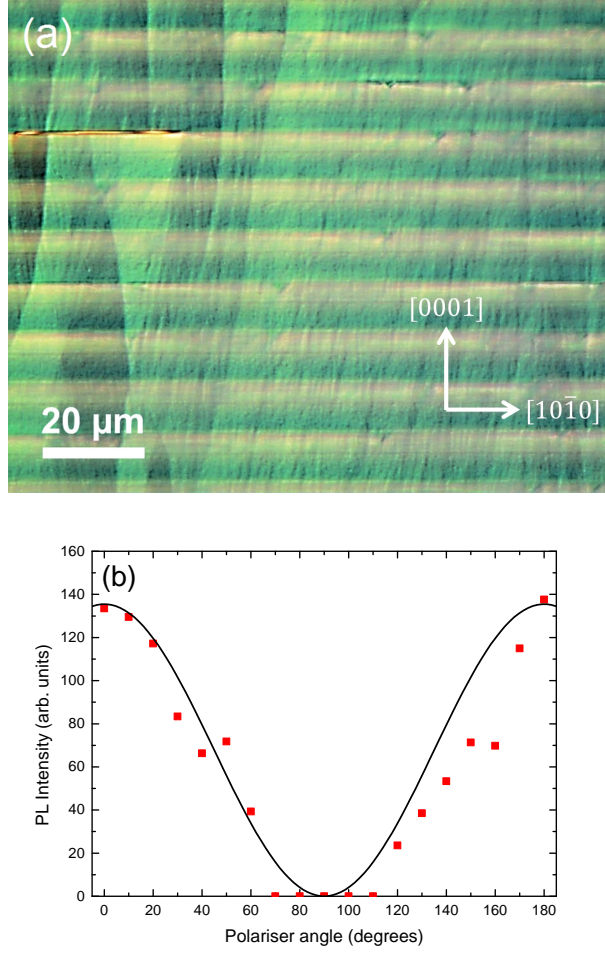 (a)
[0001]
[101̄0]
20 µm
(b)
160
140
120
100
80
60
40
20
0
PL Intensity (arb. units)
0 20 40 60 80 100 120 140 160 180
Polariser angle (degrees)